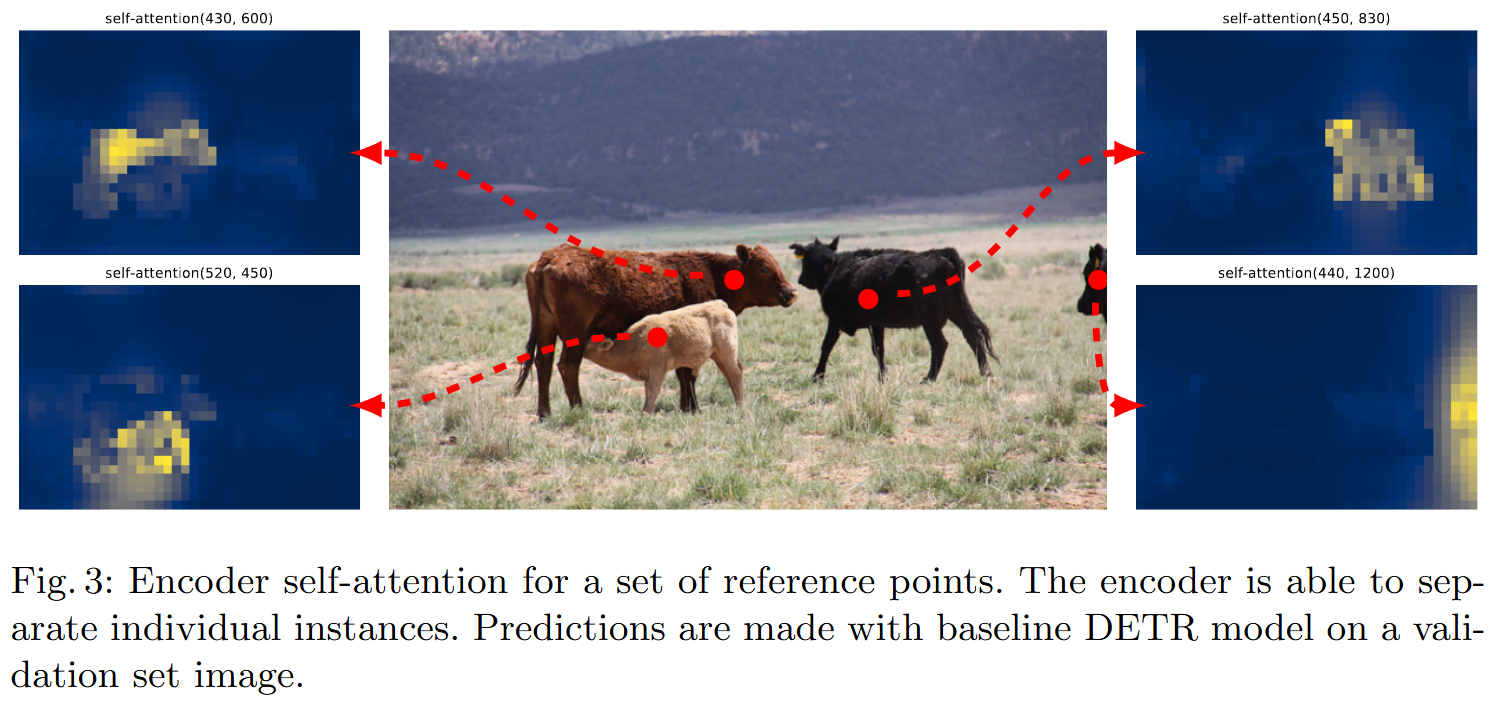 self-attention(430, 600)
self-attention(450, 830)
self-attention(520, 450)
self-attention(440, 1200)
Fig. 3: Encoder self-attention for a set of reference points. The encoder is able to sep-
arate individual instances. Predictions are made with baseline DETR model on a vali-
dation set image.